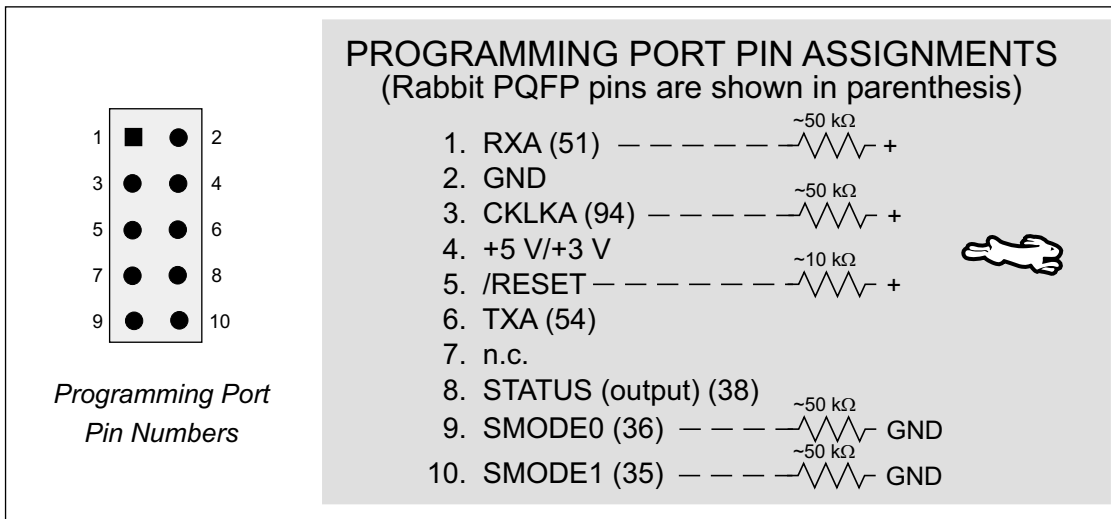 PROGRAMMING PORT PIN ASSIGNMENTS
(Rabbit PQFP pins are shown in parenthesis)
1 2
3 4
5 6
7 8
9 10
Programming Port
Pin Numbers
~50 kΩ
1. RXA (51) +
2. GND
~50 kΩ
3. CKLKA (94) +
4. +5 V/+3 V
~10 kΩ
5. /RESET +
6. TXA (54)
7. n.c.
8. STATUS (output) (38)
~50 kΩ
9. SMODE0 (36) GND
~50 kΩ
10. SMODE1 (35) GND